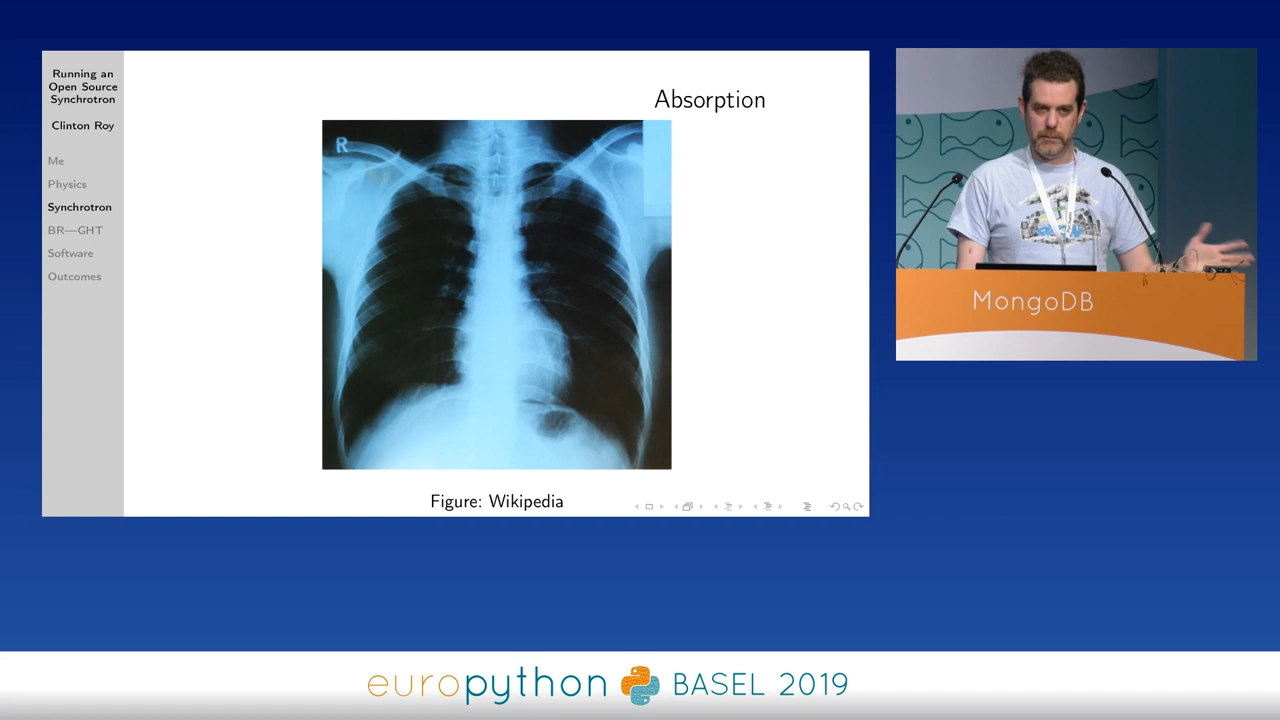 Running an
Open Source
Synchrotron
Clinton Roy
Me
Physics
Synchrotron
BR—GHT
Software
Outcomes
Absorption
R
Figure: Wikipedia
MongoDB
europython BASEL 2019